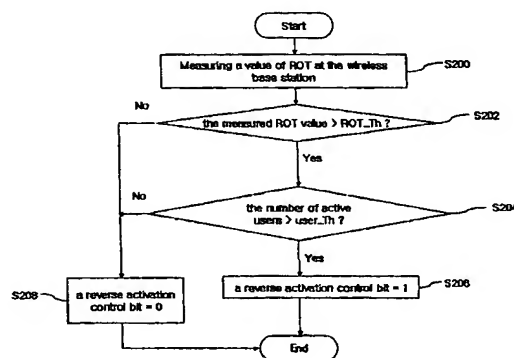 Start
Measuring a value of ROT at the wireless
base station
S200
No
the measured ROT value > ROT_Th ?
S202
Yes
No
the number of active
users > user_Th ?
S204
Yes
S208
a reverse activation
control bit = 0
a reverse activation control bit = 1
S206
End